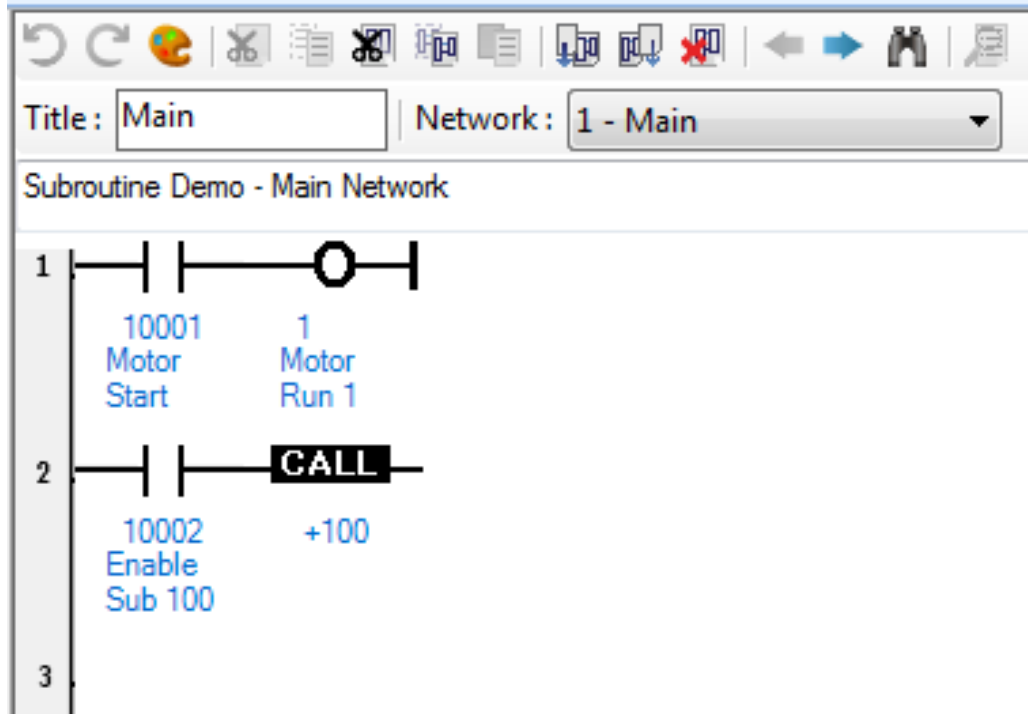 Title : Main Network : 1 - Main
Subroutine Demo - Main Network
1
10001 1
Motor Motor
Start Run 1
2 CALL
10002 +100
Enable
Sub 100
3